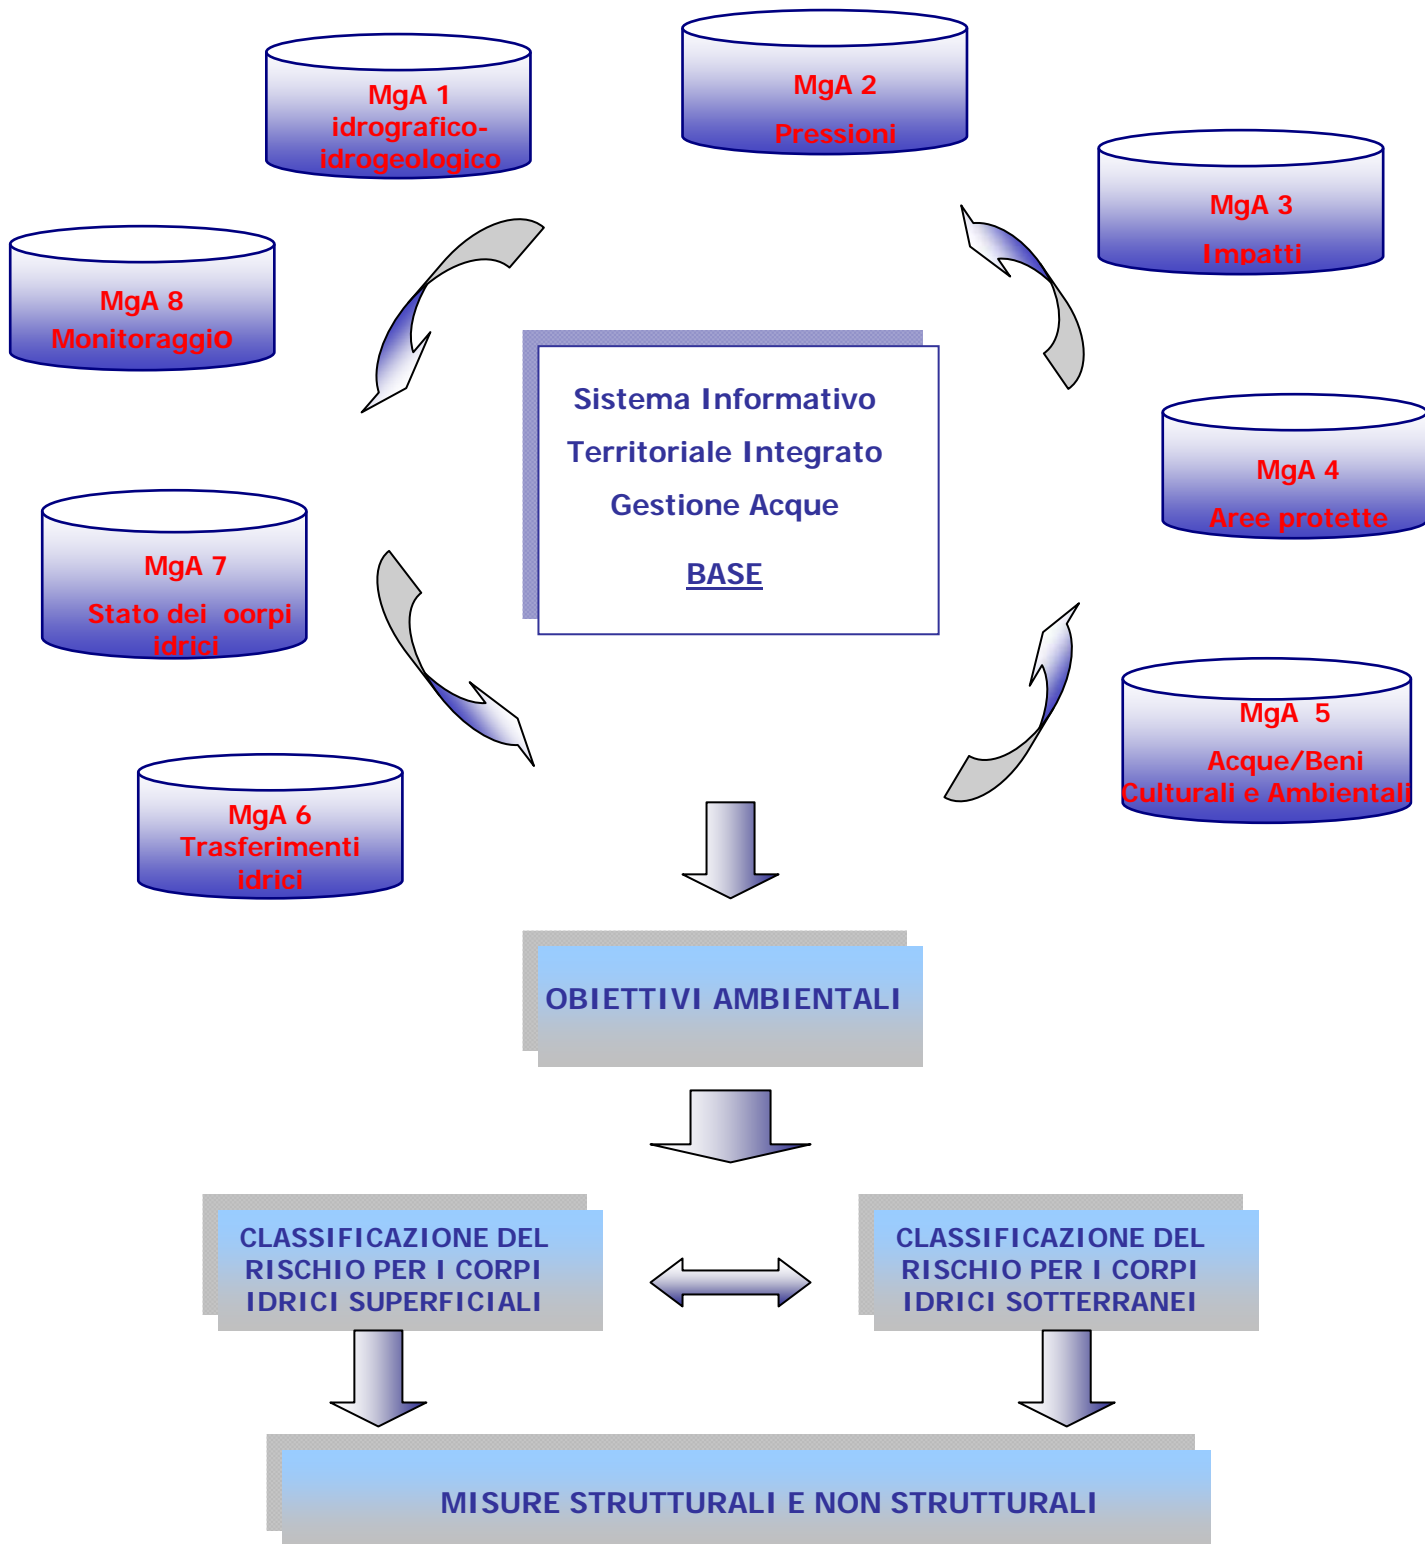 MgA 1
idrografico-
idrogeologico
MgA 2
Pressioni
MgA 3
Impatti
MgA 8
Monitoraggio
Sistema Informativo
Territoriale Integrato
Gestione Acque
BASE
MgA 4
Aree protette
MgA 7
Stato dei oorpi
idrici
MgA 5
Acque/Beni
Culturali e Ambientali
MgA 6
Trasferimenti
idrici
OBIETTIVI AMBIENTALI
CLASSIFICAZIONE DEL
RISCHIO PER I CORPI
IDRICI SUPERFICIALI
CLASSIFICAZIONE DEL
RISCHIO PER I CORPI
IDRICI SOTTERRANEI
MISURE STRUTTURALI E NON STRUTTURALI